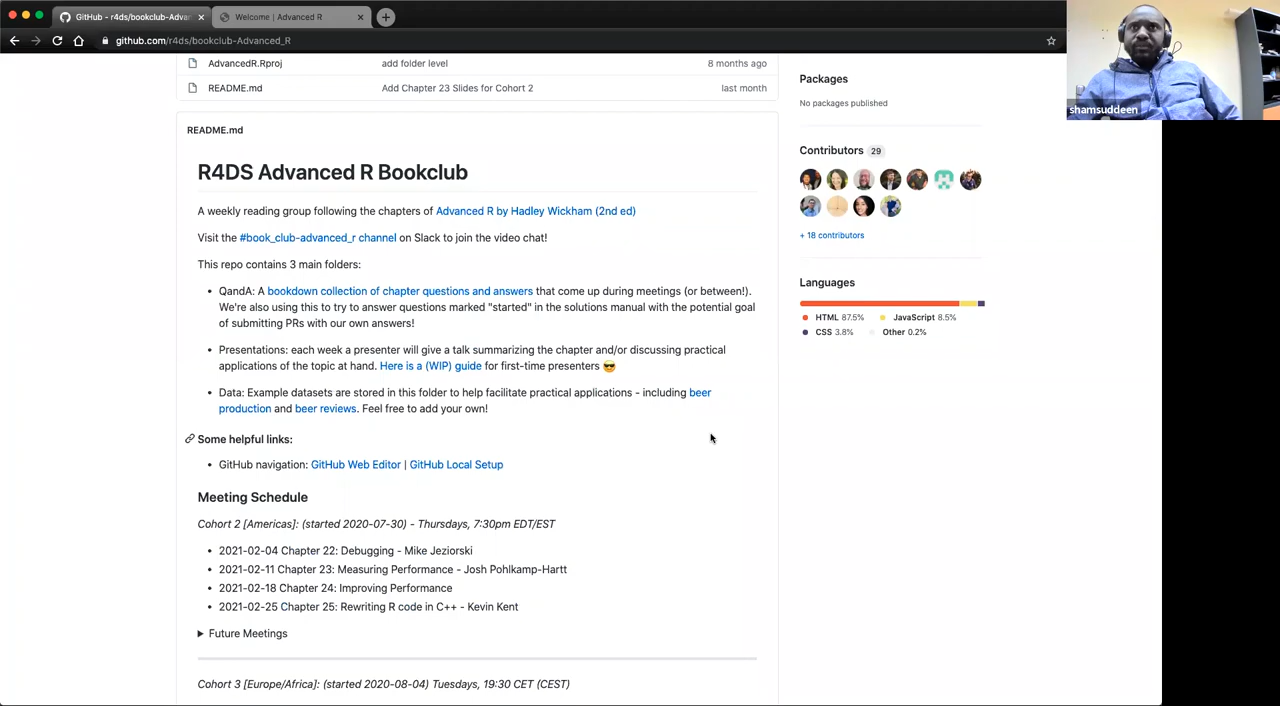 GitHub - r4ds/bookclub-Advan
Welcome | Advanced R
github.com/r4ds/bookclub-Advanced_R
shamsuddeen
AdvancedR.Rproj add folder level 8 months ago
README.md Add Chapter 23 Slides for Cohort 2 last month
README.md
R4DS Advanced R Bookclub
A weekly reading group following the chapters of Advanced R by Hadley Wickham (2nd ed)
Visit the #book_club-advanced_r channel on Slack to join the video chat!
This repo contains 3 main folders:
• QandA: A bookdown collection of chapter questions and answers that come up during meetings (or between!).
We're also using this to try to answer questions marked "started" in the solutions manual with the potential goal
of submitting PRs with our own answers!
• Presentations: each week a presenter will give a talk summarizing the chapter and/or discussing practical
applications of the topic at hand. Here is a (WIP) guide for first-time presenters 😎
• Data: Example datasets are stored in this folder to help facilitate practical applications - including beer
production and beer reviews. Feel free to add your own!
Some helpful links:
• GitHub navigation: GitHub Web Editor | GitHub Local Setup
Meeting Schedule
Cohort 2 [Americas]: (started 2020-07-30) - Thursdays, 7:30pm EDT/EST
• 2021-02-04 Chapter 22: Debugging - Mike Jeziorski
• 2021-02-11 Chapter 23: Measuring Performance - Josh Pohlkamp-Hartt
• 2021-02-18 Chapter 24: Improving Performance
• 2021-02-25 Chapter 25: Rewriting R code in C++ - Kevin Kent
Future Meetings
Cohort 3 [Europe/Africa]: (started 2020-08-04) Tuesdays, 19:30 CET (CEST)
Packages
No packages published
Contributors 29
+ 18 contributors
Languages
HTML 87.5% JavaScript 8.5%
CSS 3.8% Other 0.2%